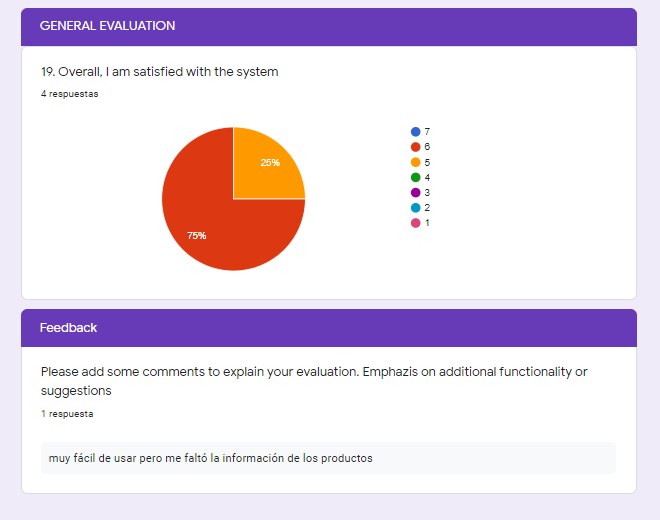 GENERAL EVALUATION
19. Overall, I am satisfied with the system
4 respuestas
25%
75%
7
6
5
4
3
2
1
Feedback
Please add some comments to explain your evaluation. Emphazis on additional functionality or
suggestions
1 respuesta
muy fácil de usar pero me faltó la información de los productos